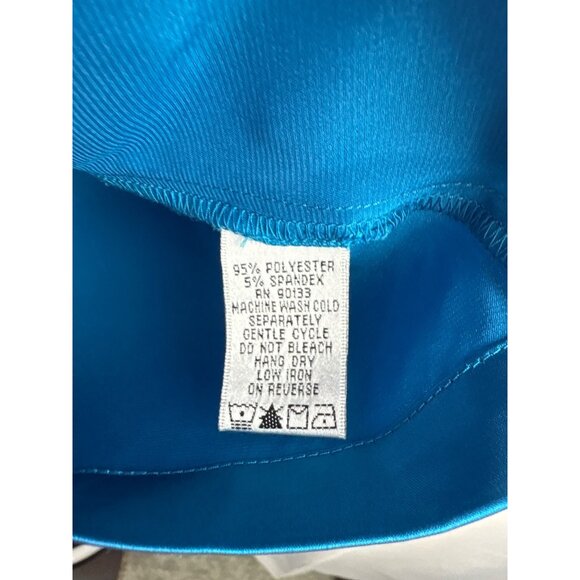 95% POLYESTER
5% SPANDEX
RN 90133
MACHINE WASH COLD
SEPARATELY
GENTLE CYCLE
DO NOT BLEACH
HANG DRY
LOW IRON
ON REVERSE